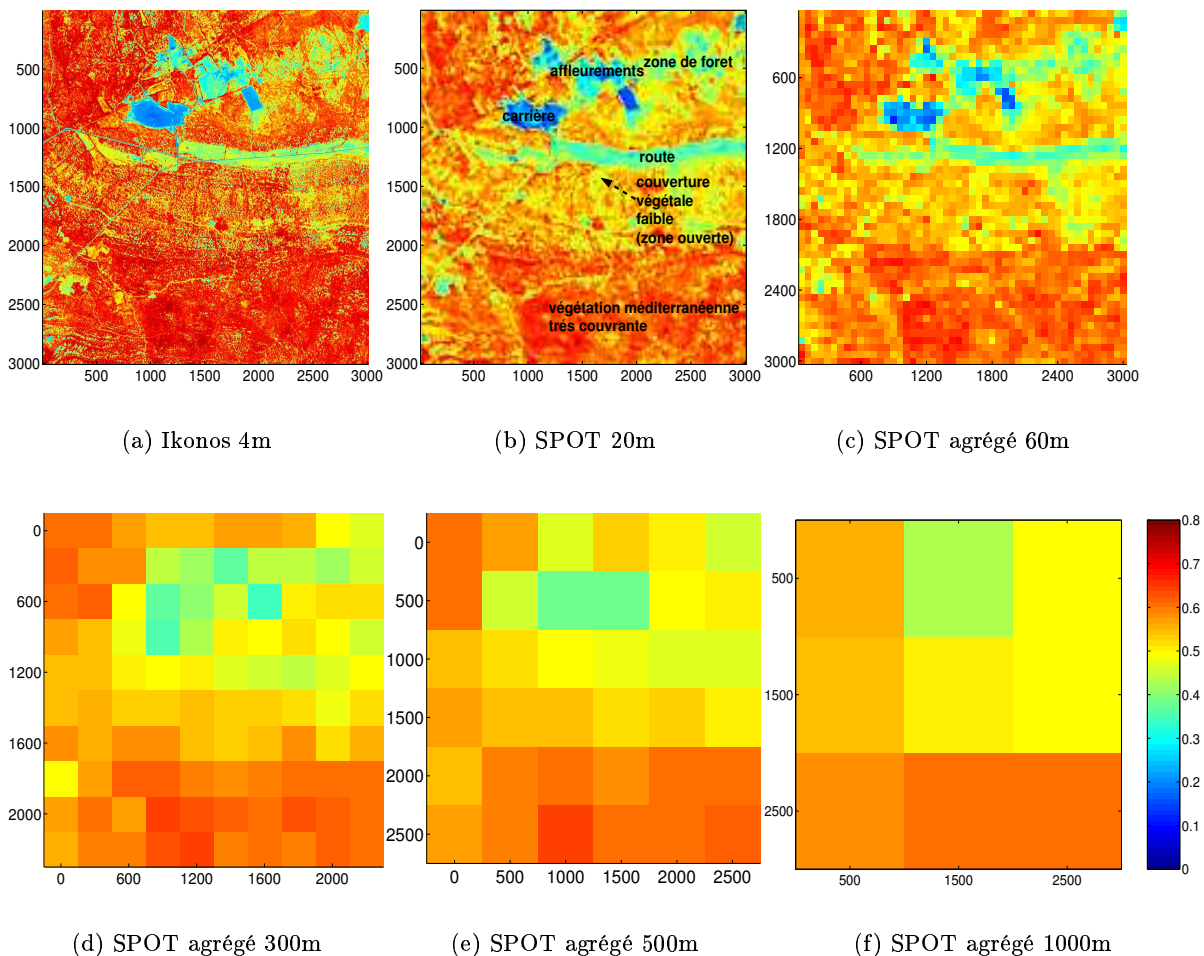 500
1000
1500
2000
2500
3000
500 1000 1500 2000 2500 3000
(a) Ikonos 4m
500
1000
1500
2000
2500
3000
500 1000 1500 2000 2500 3000
zone de foret
affleurements
carrière
route
couverture
végétale
faible
(zone ouverte)
végétation méditerranéenne
trés couvrante
(b) SPOT 20m
600
1200
1800
2400
3000
600 1200 1800 2400 3000
(c) SPOT agrégé 60m
0
600
1200
1600
2000
0 600 1200 1600 2000
(d) SPOT agrégé 300m
0
500
1000
1500
2000
2500
0 500 1000 1500 2000 2500
(e) SPOT agrégé 500m
500
1500
2500
500 1500 2500
(f) SPOT agrégé 1000m
0.8
0.7
0.6
0.5
0.4
0.3
0.2
0.1
0